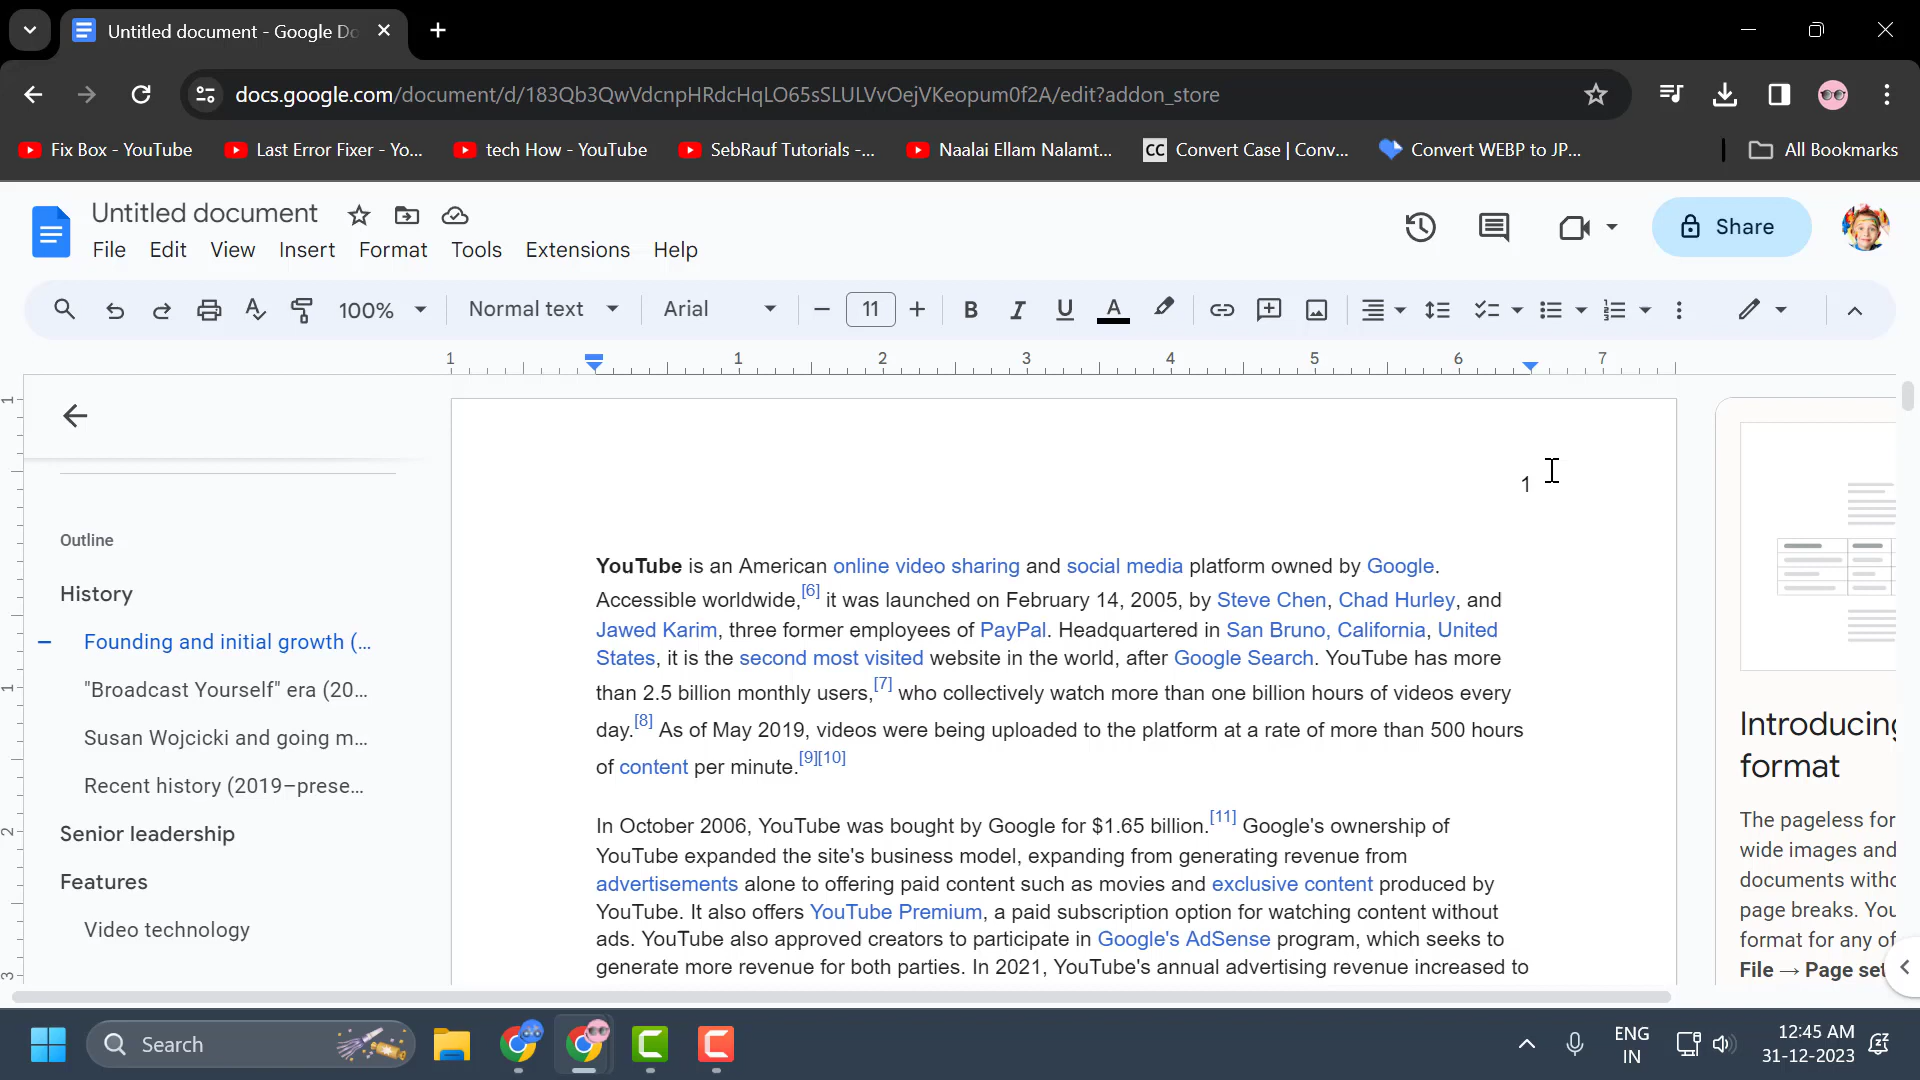 Untitled document - Google Do
docs.google.com/document/d/183Qb3QwVdcnpHRdcHqLO65sSLULVvOejVKeopum0f2A/edit?addon_store
Fix Box - YouTube
Last Error Fixer - Yo...
tech How - YouTube
SebRauf Tutorials -...
Naalai Ellam Nalamt...
CC
Convert Case | Conv...
Convert WEBP to JP...
All Bookmarks
Untitled document
File Edit View Insert Format Tools Extensions Help
Share
100%
Normal text
Arial
11
B I U A
1 1 2 3 4 5 6 7
1
1
2
3
Outline
History
Founding and initial growth (...
"Broadcast Yourself" era (20...
Susan Wojcicki and going m...
Recent history (2019–prese...
Senior leadership
Features
Video technology
1
YouTube is an American online video sharing and social media platform owned by Google.
Accessible worldwide,[6] it was launched on February 14, 2005, by Steve Chen, Chad Hurley, and
Jawed Karim, three former employees of PayPal. Headquartered in San Bruno, California, United
States, it is the second most visited website in the world, after Google Search. YouTube has more
than 2.5 billion monthly users,[7] who collectively watch more than one billion hours of videos every
day.[8] As of May 2019, videos were being uploaded to the platform at a rate of more than 500 hours
of content per minute.[9][10]
In October 2006, YouTube was bought by Google for $1.65 billion.[11] Google's ownership of
YouTube expanded the site's business model, expanding from generating revenue from
advertisements alone to offering paid content such as movies and exclusive content produced by
YouTube. It also offers YouTube Premium, a paid subscription option for watching content without
ads. YouTube also approved creators to participate in Google's AdSense program, which seeks to
generate more revenue for both parties. In 2021, YouTube's annual advertising revenue increased to
Introducing
format
The pageless for
wide images and
documents witho
page breaks. You
format for any of
File → Page set
Search
ENG
IN
12:45 AM
31-12-2023